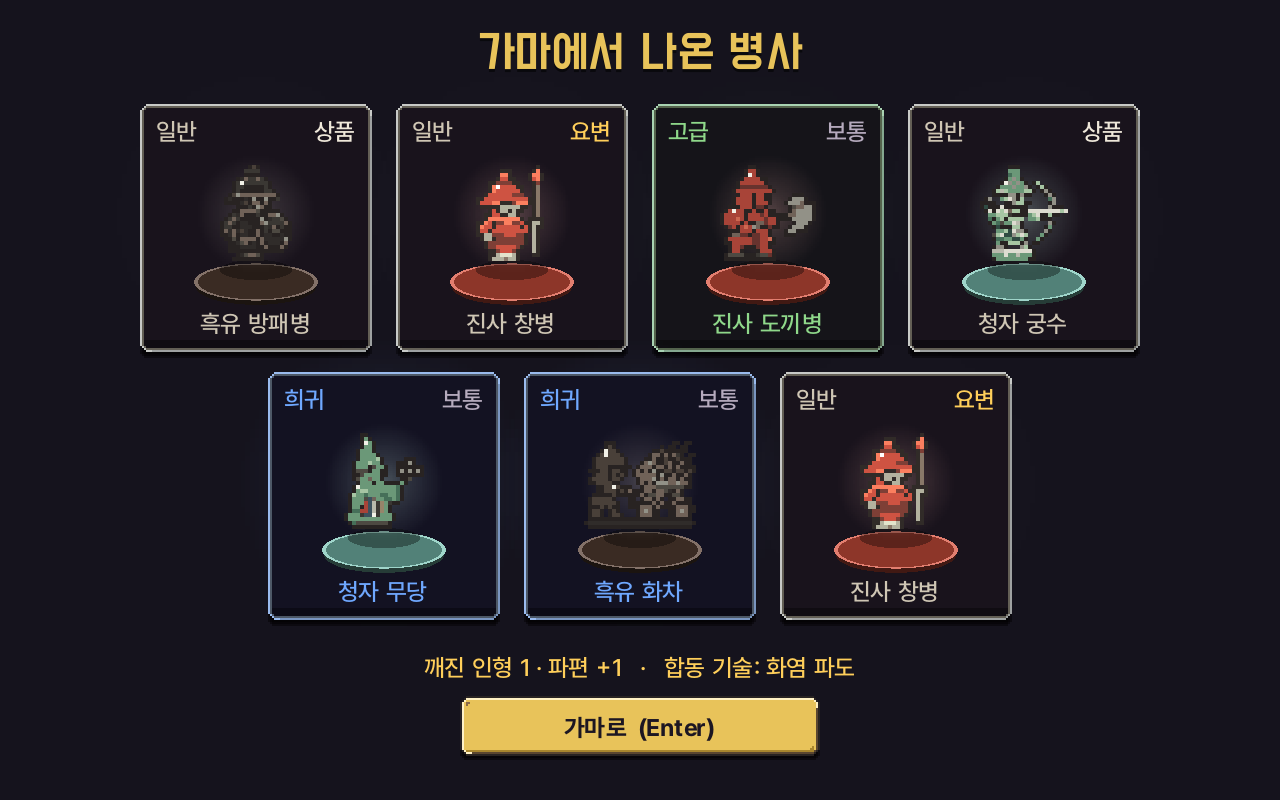 가마에서 나온 병사
일반 상품
흑유 방패병
일반 요변
진사 창병
고급 보통
진사 도끼병
일반 상품
청자 궁수
희귀 보통
청자 무당
희귀 보통
흑유 화차
일반 요변
진사 창병
깨진 인형 1 · 파편 +1 · 합동 기술: 화염 파도
가마로 (Enter)